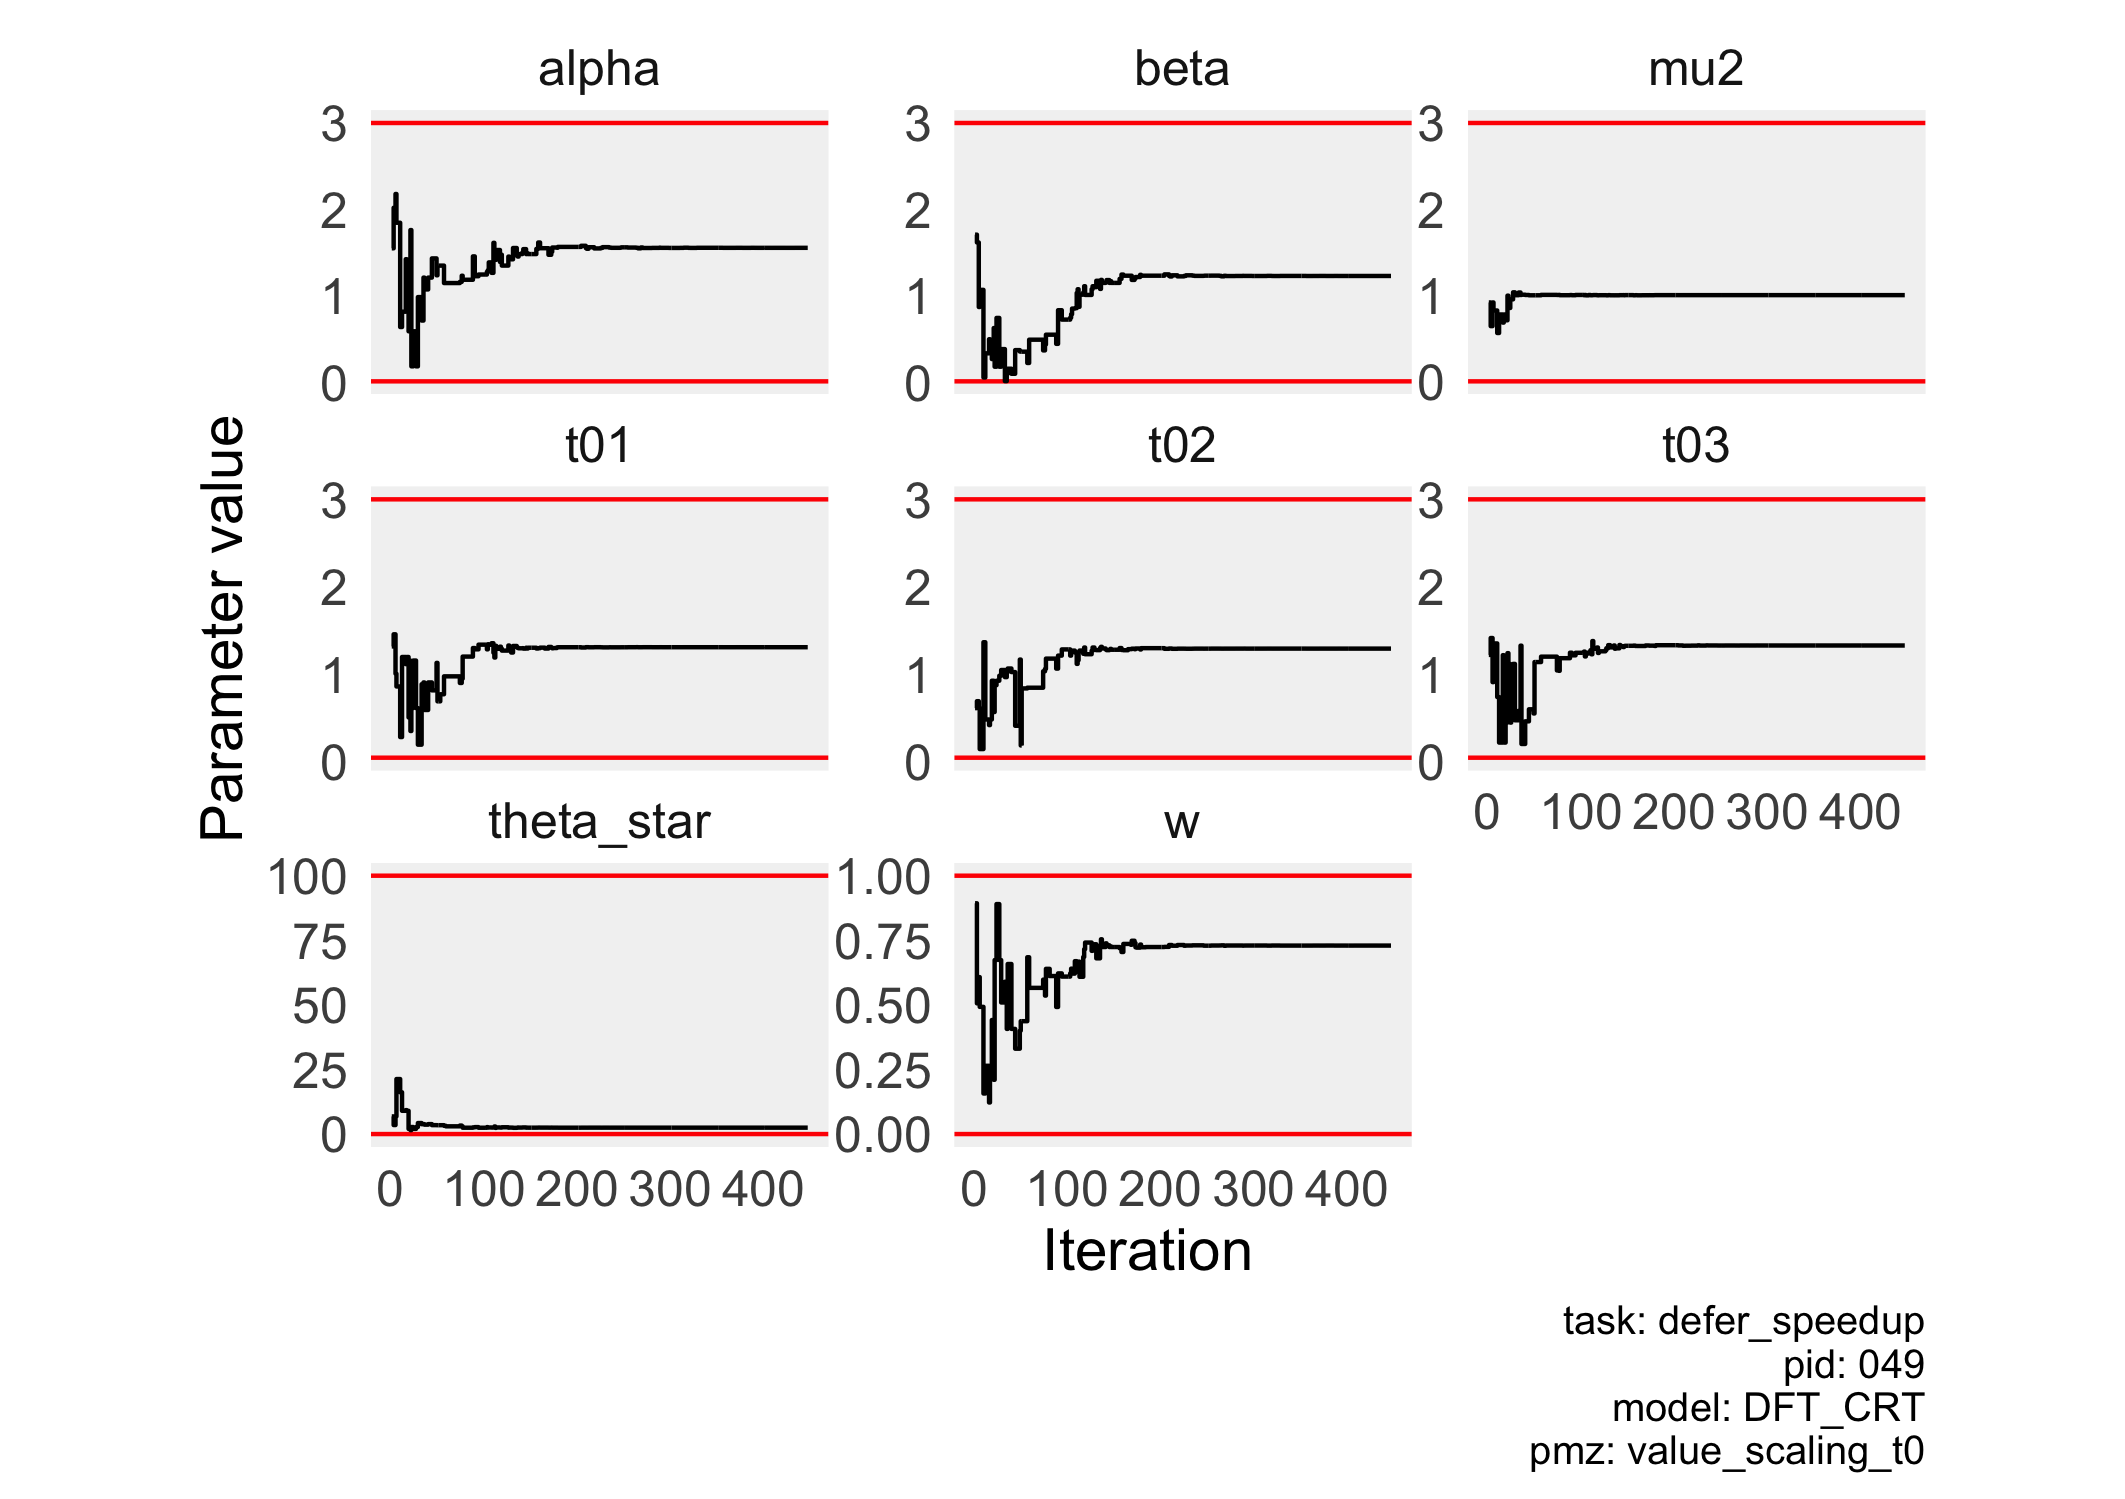 alpha beta mu2
3 3 3
2 2 2
1 1 1
0 0 0
t01 t02 t03
3 3 3
2 2 2
1 1 1
0 0 0
0 100 200 300 400
theta_star w
100 1.00
75 0.75
50 0.50
25 0.25
0 0.00
0 100 200 300 400 0 100 200 300 400
Parameter value
Iteration
task: defer_speedup
pid: 049
model: DFT_CRT
pmz: value_scaling_t0